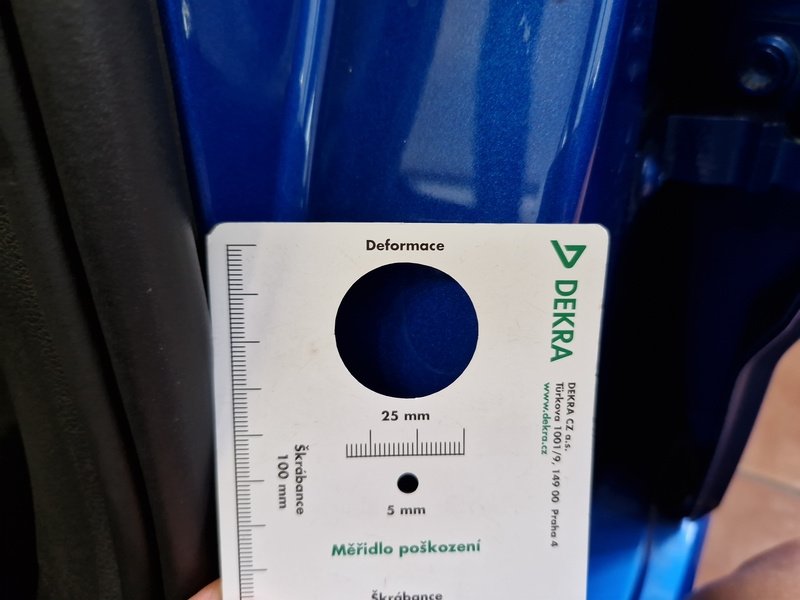 Deformace
DEKRA
DEKRA CZ a.s.
Türkova 1001/9, 149 00 Praha 4
www.dekra.cz
25 mm
Škrábance
100 mm
5 mm
Měřidlo poškození
Škrábance